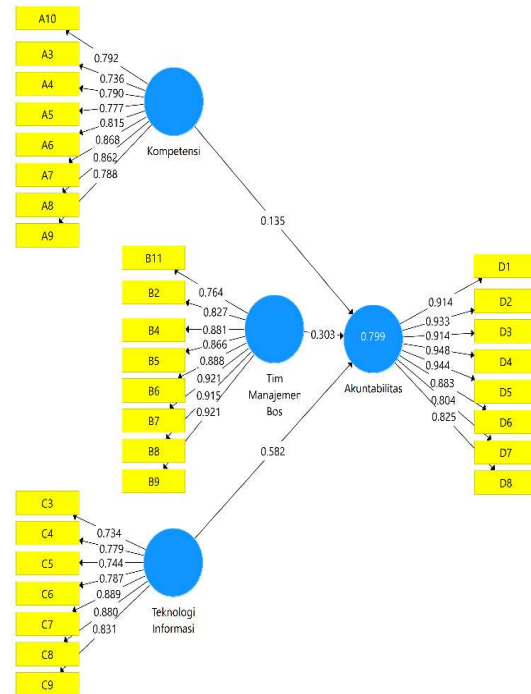 A10
A3
A4
A5
A6
A7
A8
A9
0.792
0.736
0.790
0.777
0.815
0.868
0.862
0.788
Kompetensi
0.135
B11
B2
B4
B5
B6
B7
B8
B9
0.764
0.827
0.881
0.866
0.888
0.921
0.915
0.921
Tim
Manajemen
Bos
0.303
C3
C4
C5
C6
C7
C8
C9
0.734
0.779
0.744
0.787
0.889
0.880
0.831
Teknologi
Informasi
0.582
0.799
Akuntabilitas
0.914
0.933
0.914
0.948
0.944
0.883
0.804
0.825
D1
D2
D3
D4
D5
D6
D7
D8